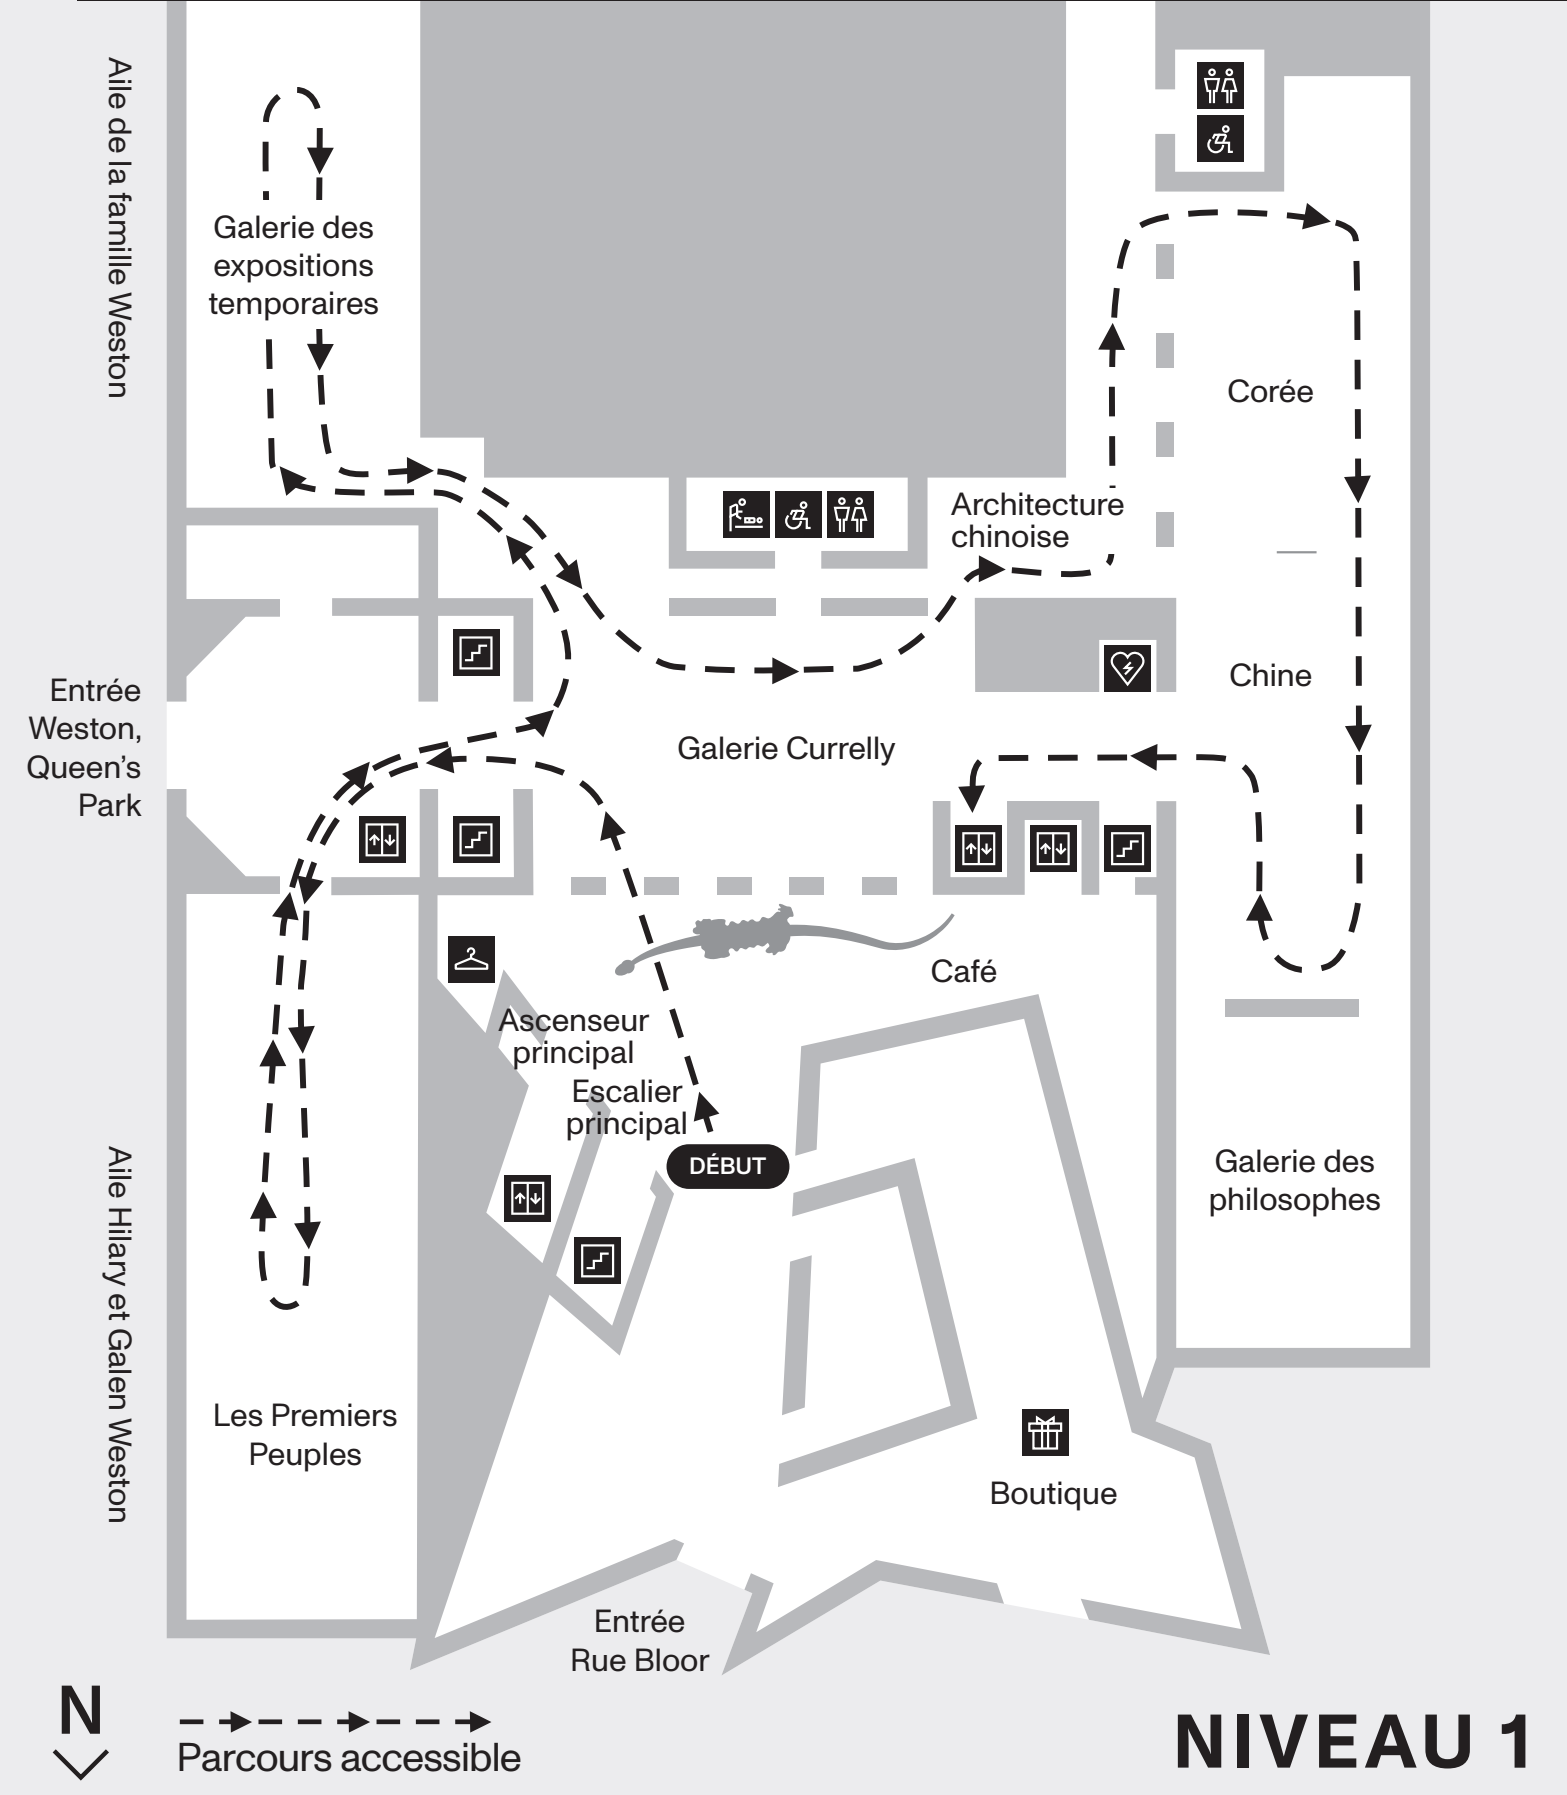 Aile de la famille Weston
Galerie des
expositions
temporaires
Corée
Architecture
chinoise
Entrée
Weston,
Queen's
Park
Chine
Galerie Currelly
Café
Ascenseur
principal
Escalier
principal
DÉBUT
Galerie des
philosophes
Aile Hilary et Galen Weston
Les Premiers
Peuples
Boutique
Entrée
Rue Bloor
N
Parcours accessible
NIVEAU 1